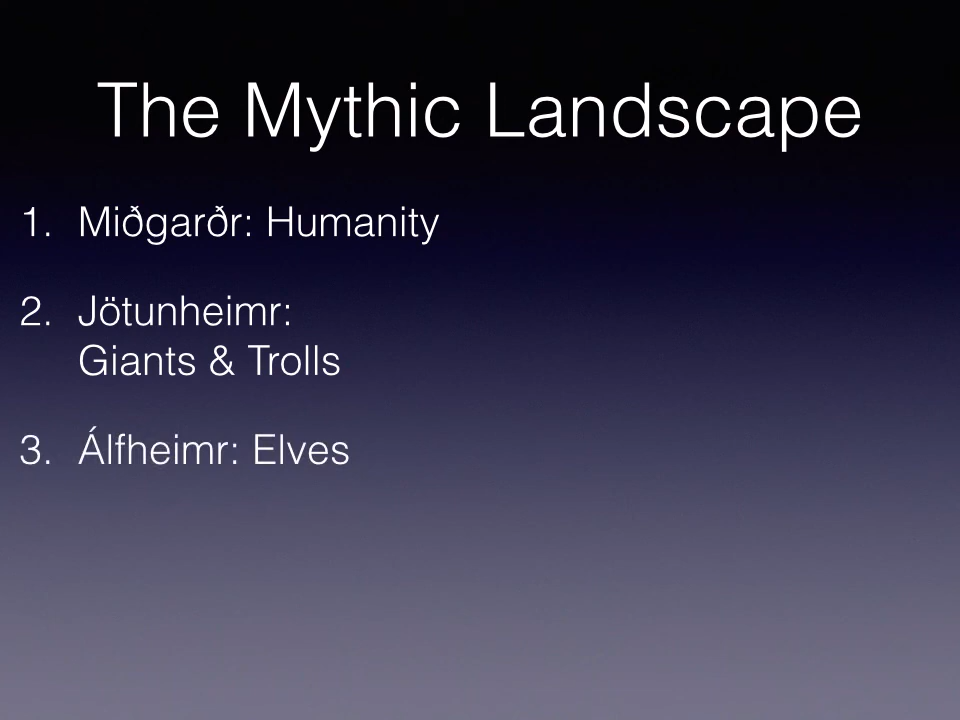 The Mythic Landscape
1. Miðgarðr: Humanity
2. Jötunheimr:
Giants & Trolls
3. Álfheimr: Elves